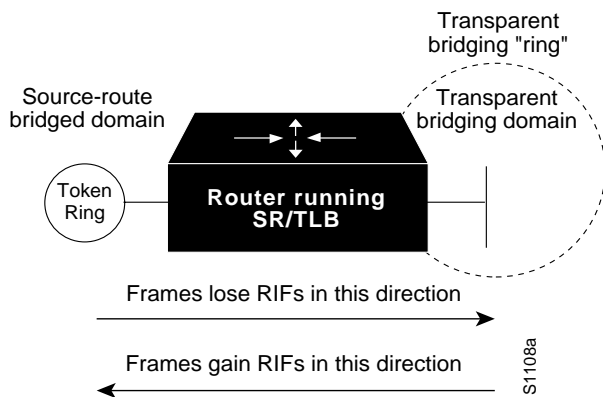 Transparent
bridging "ring"
Source-route
bridged domain
Transparent
bridging domain
Token
Ring
Router running
SR/TLB
Frames lose RIFs in this direction
Frames gain RIFs in this direction
S1108a